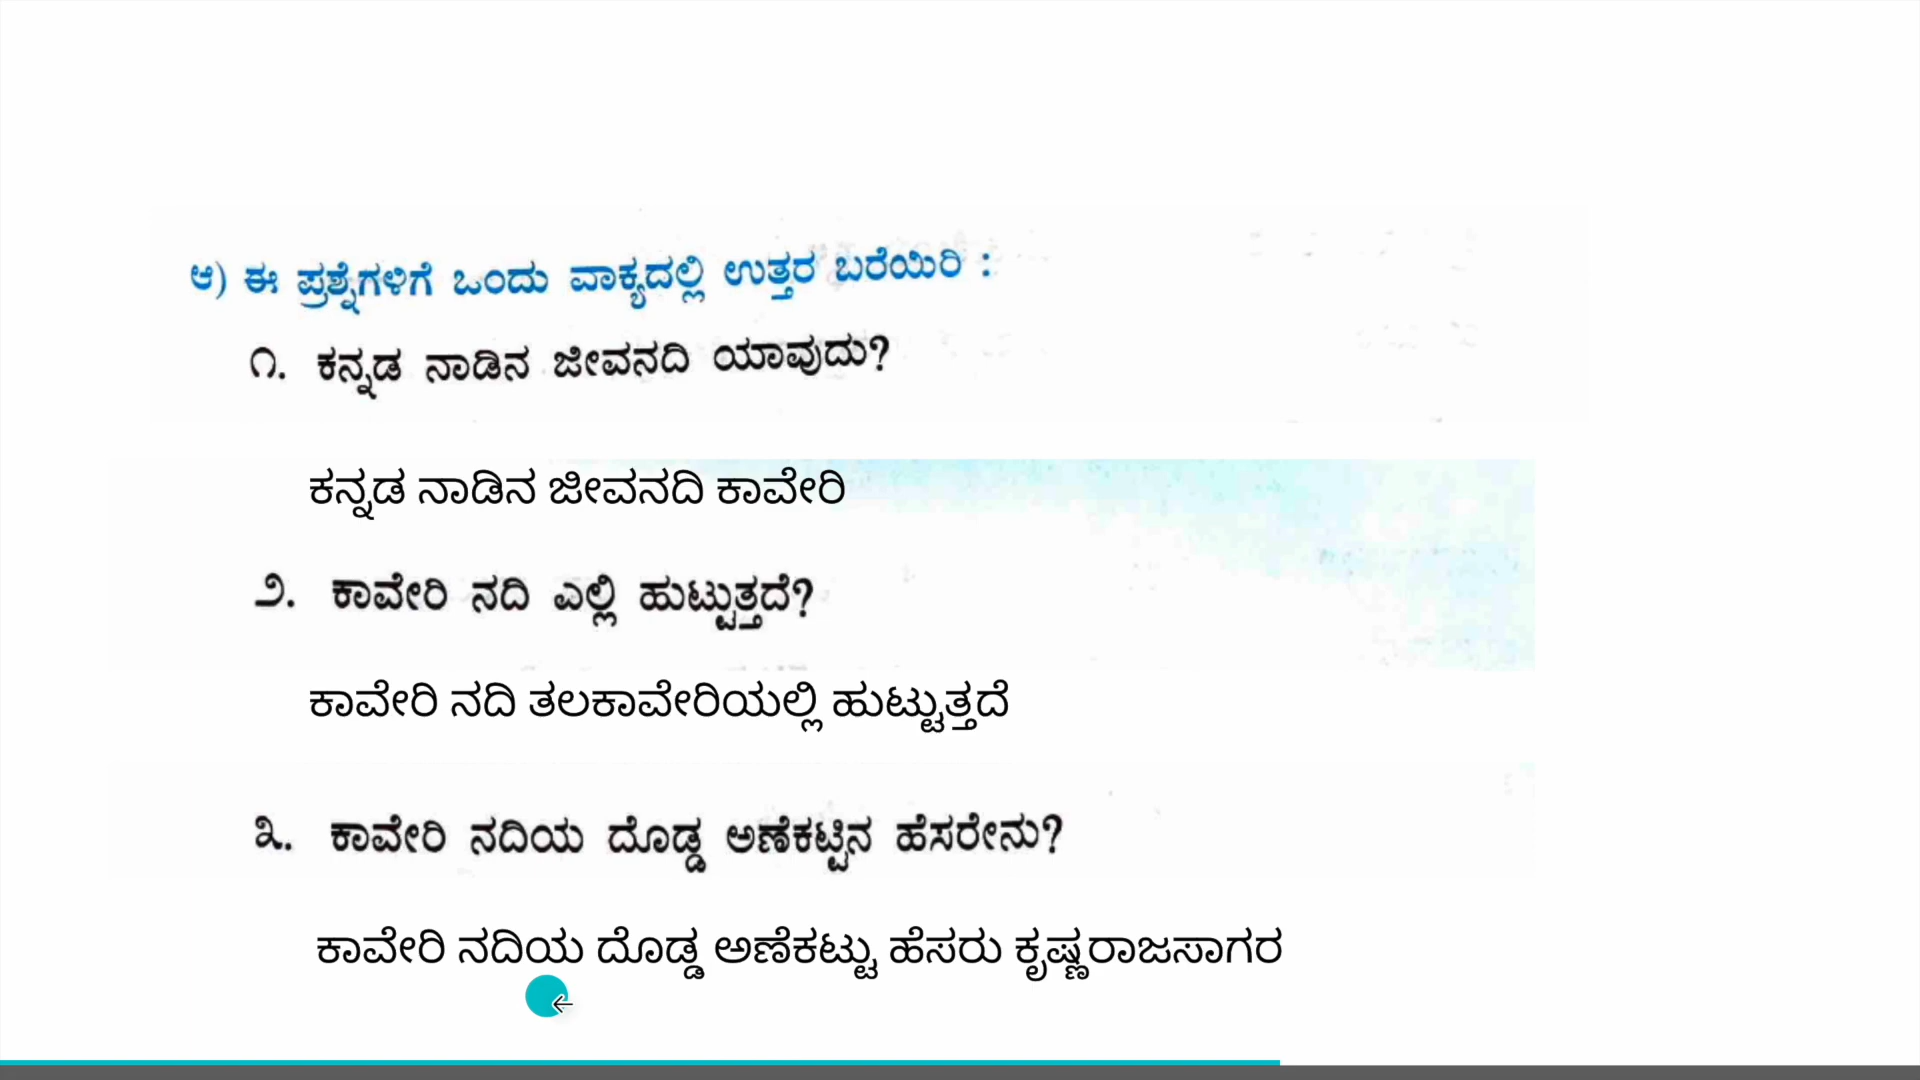 ಆ) ಈ ಪ್ರಶ್ನೆಗಳಿಗೆ ಒಂದು ವಾಕ್ಯದಲ್ಲಿ ಉತ್ತರ ಬರೆಯಿರಿ :
೧. ಕನ್ನಡ ನಾಡಿನ ಜೀವನದಿ ಯಾವುದು?
ಕನ್ನಡ ನಾಡಿನ ಜೀವನದಿ ಕಾವೇರಿ
೨. ಕಾವೇರಿ ನದಿ ಎಲ್ಲಿ ಹುಟ್ಟುತ್ತದೆ?
ಕಾವೇರಿ ನದಿ ತಲಕಾವೇರಿಯಲ್ಲಿ ಹುಟ್ಟುತ್ತದೆ
೩. ಕಾವೇರಿ ನದಿಯ ದೊಡ್ಡ ಅಣೆಕಟ್ಟಿನ ಹೆಸರೇನು?
ಕಾವೇರಿ ನದಿಯ ದೊಡ್ಡ ಅಣೆಕಟ್ಟು ಹೆಸರು ಕೃಷ್ಣರಾಜಸಾಗರ